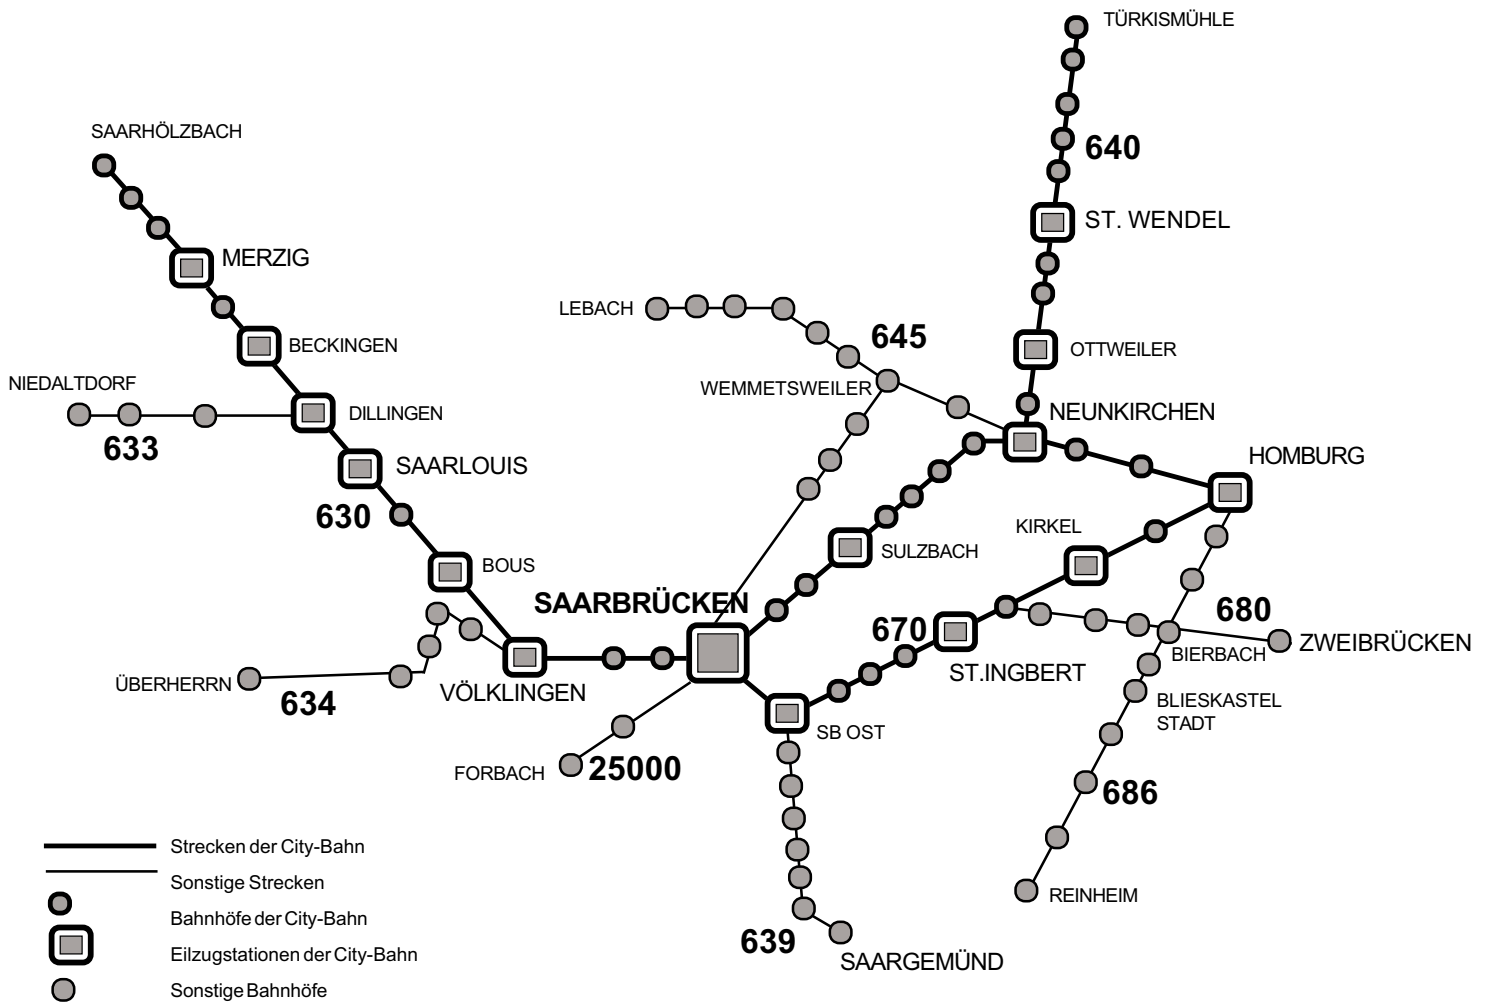 TÜRKISMÜHLE
SAARHÖLZBACH
640
ST. WENDEL
MERZIG
LEBACH
645
BECKINGEN
OTTWEILER
NIEDALTDORF
WEMMETSWEILER
DILLINGEN
NEUNKIRCHEN
633
SAARLOUIS
HOMBURG
630
KIRKEL
SULZBACH
BOUS
SAARBRÜCKEN
680
670
ZWEIBRÜCKEN
BIERBACH
ST.INGBERT
ÜBERHERRN
VÖLKLINGEN
634
BLIESKASTEL
STADT
SB OST
FORBACH
25000
686
Strecken der City-Bahn
Sonstige Strecken
REINHEIM
Bahnhöfe der City-Bahn
639
Eilzugstationen der City-Bahn
SAARGEMÜND
Sonstige Bahnhöfe